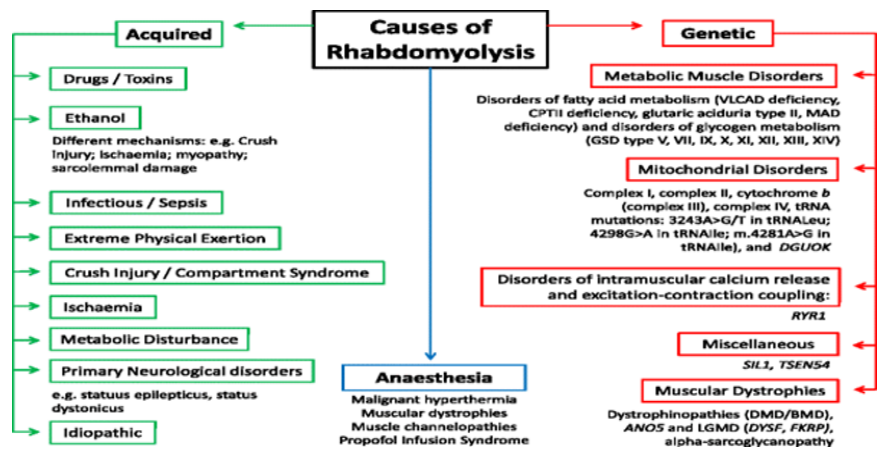 Causes of
Rhabdomyolysis
Acquired
Drugs / Toxins
Ethanol
Different mechanisms: e.g. Crush
Injury; ischaemia; myopathy;
sarcolemmal damage
Infectious / Sepsis
Extreme Physical Exertion
Crush Injury / Compartment Syndrome
Ischaemia
Metabolic Disturbance
Primary Neurological disorders
e.g. statuus epilepticus, status
dystonicus
Idiopathic
Anaesthesia
Malignant hyperthermia
Muscular dystrophies
Muscle channelopathies
Propofol Infusion Syndrome
Genetic
Metabolic Muscle Disorders
Disorders of fatty acid metabolism (VLCAD deficiency,
CPTII deficiency, glutaric aciduria type II, MAD
deficiency) and disorders of glycogen metabolism
(GSD type V, VII, IX, X, XI, XII, XIII, XIV)
Mitochondrial Disorders
Complex I, complex II, cytochrome b
(complex III), complex IV, tRNA
mutations: 3243A>G/T in tRNALeu;
4298G>A in tRNAIle; m.4281A>G in
tRNAIle), and DGUOK
Disorders of intramuscular calcium release
and excitation-contraction coupling:
RYR1
Miscellaneous
SIL1, TSEN54
Muscular Dystrophies
Dystrophinopathies (DMD/BMD),
ANO5 and LGMD (DYSF, FKRP),
alpha-sarcoglycanopathy